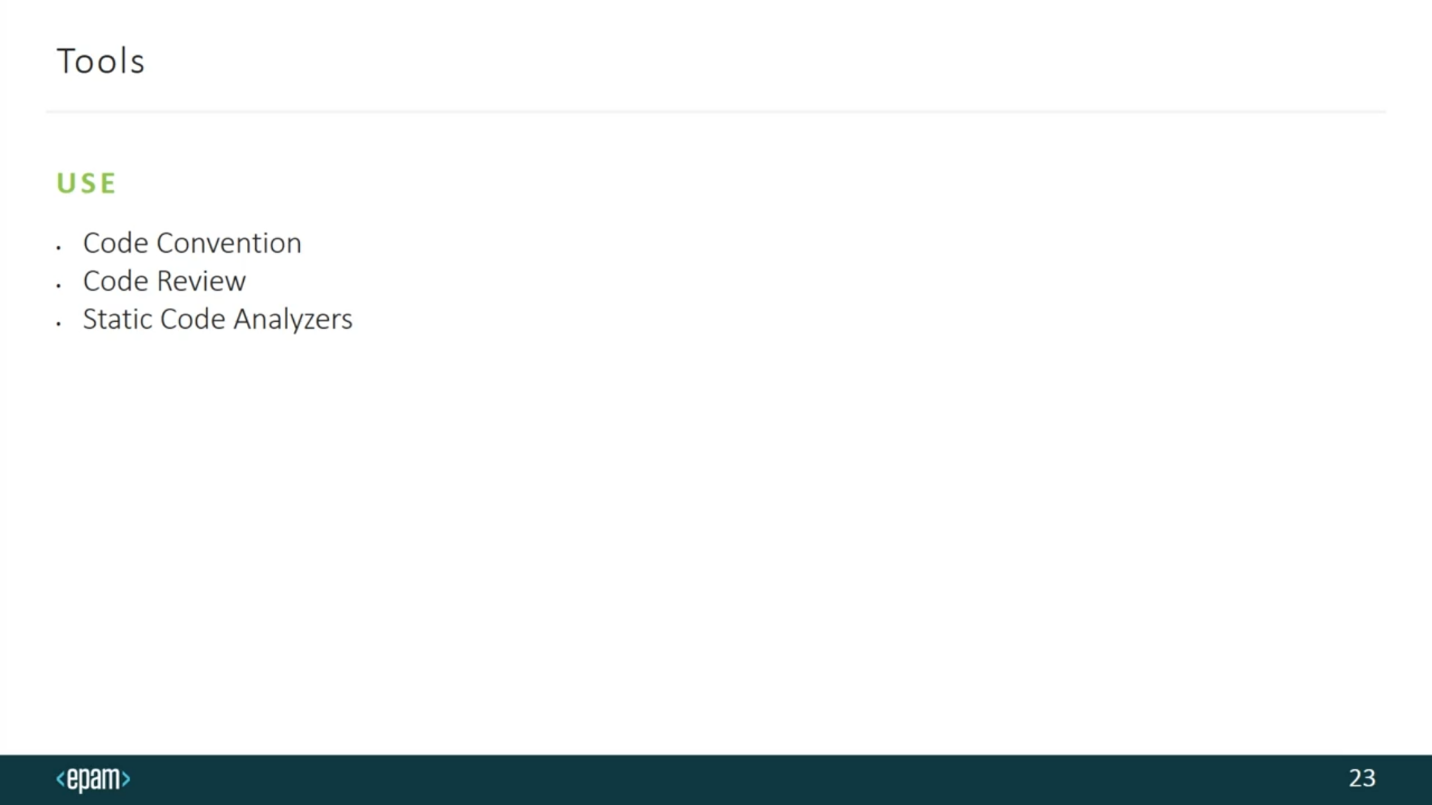 Tools
USE
• Code Convention
• Code Review
• Static Code Analyzers
<epam>
23